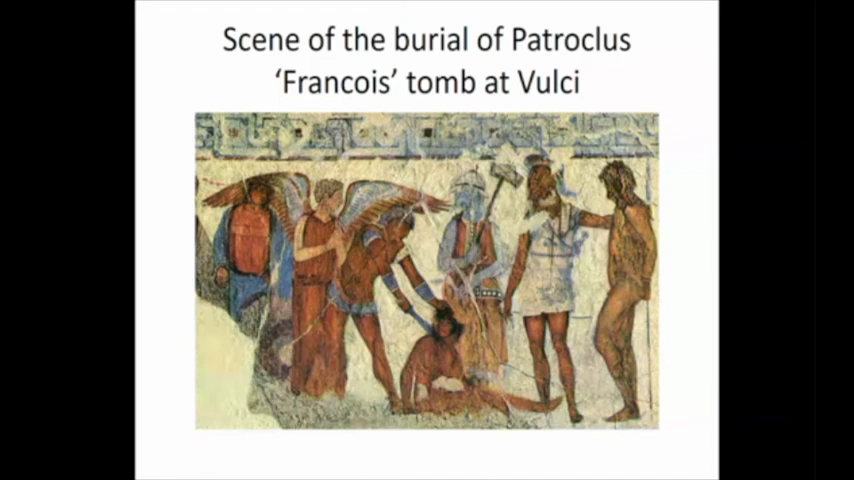 Scene of the burial of Patroclus
‘Francois’ tomb at Vulci